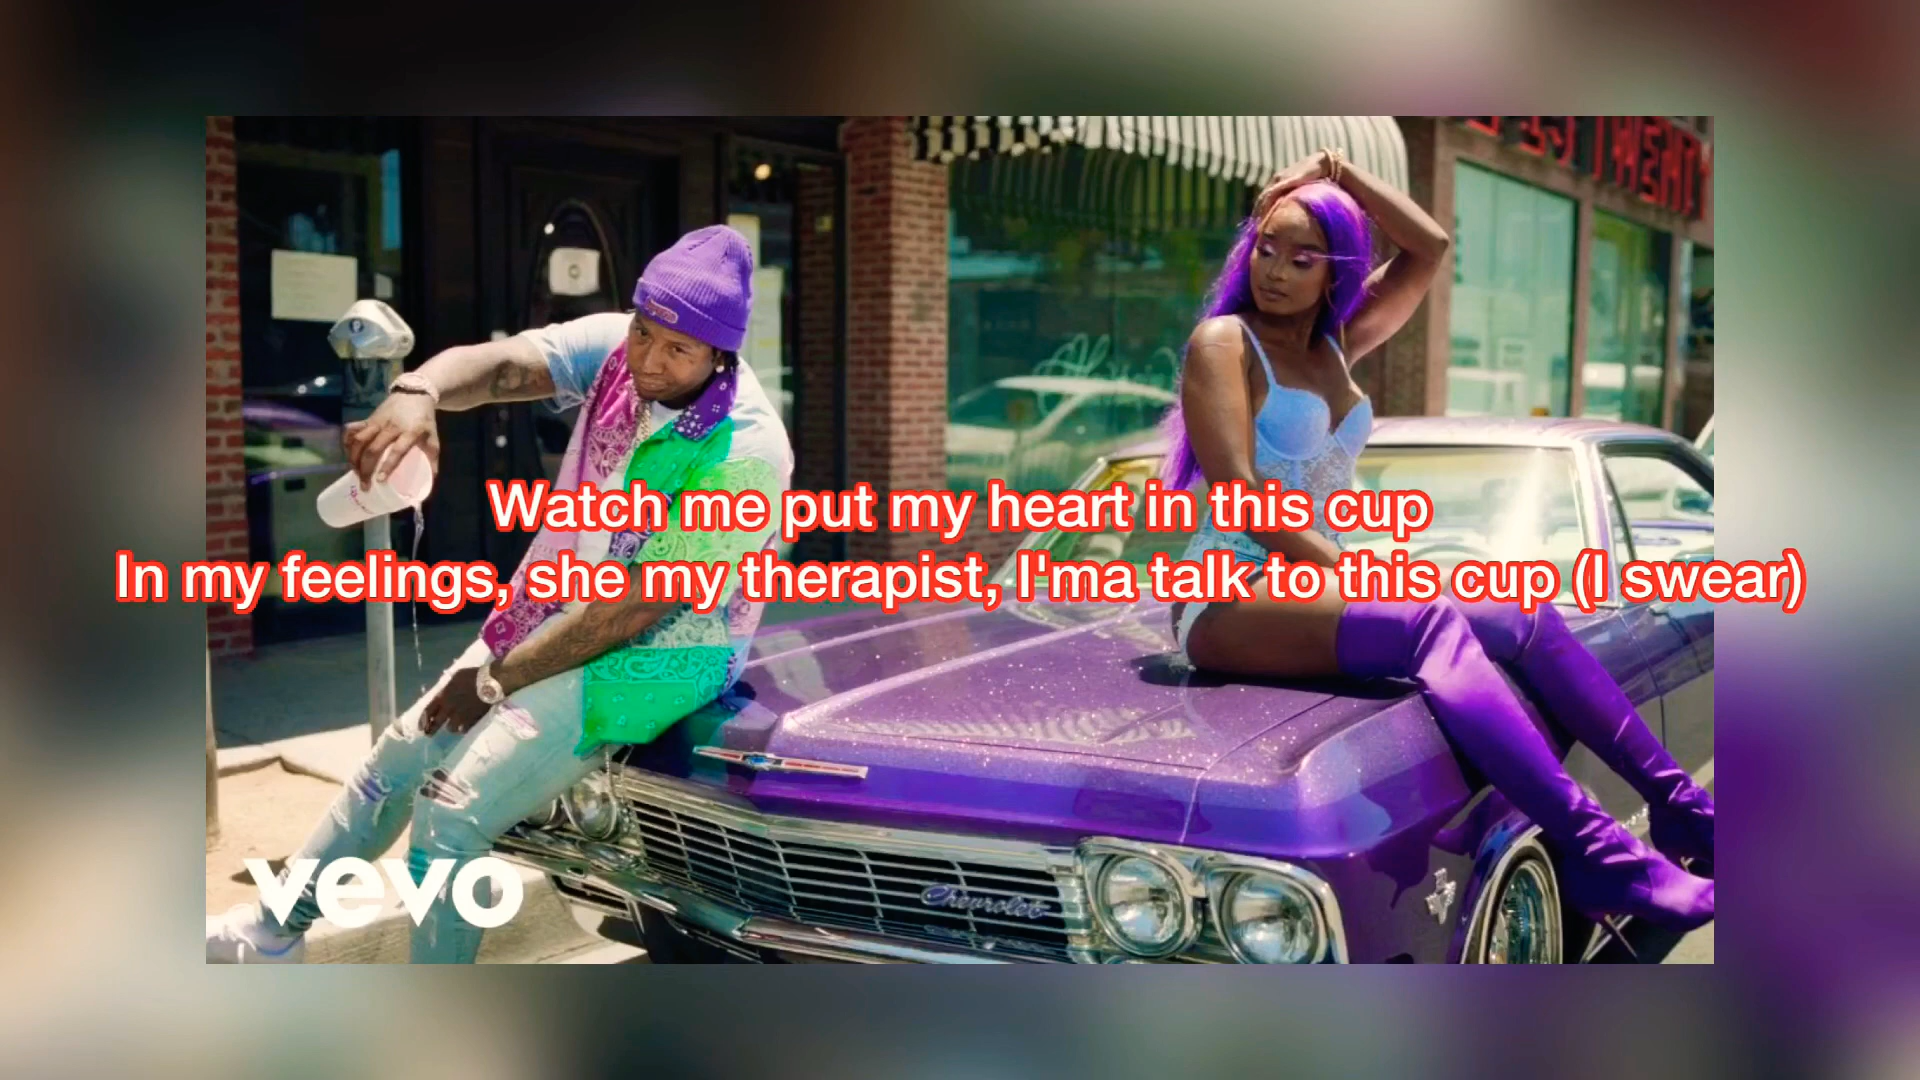 TWENTY
Watch me put my heart in this cup
In my feelings, she my therapist, I'ma talk to this cup (I swear)
Chevrolet
vevo